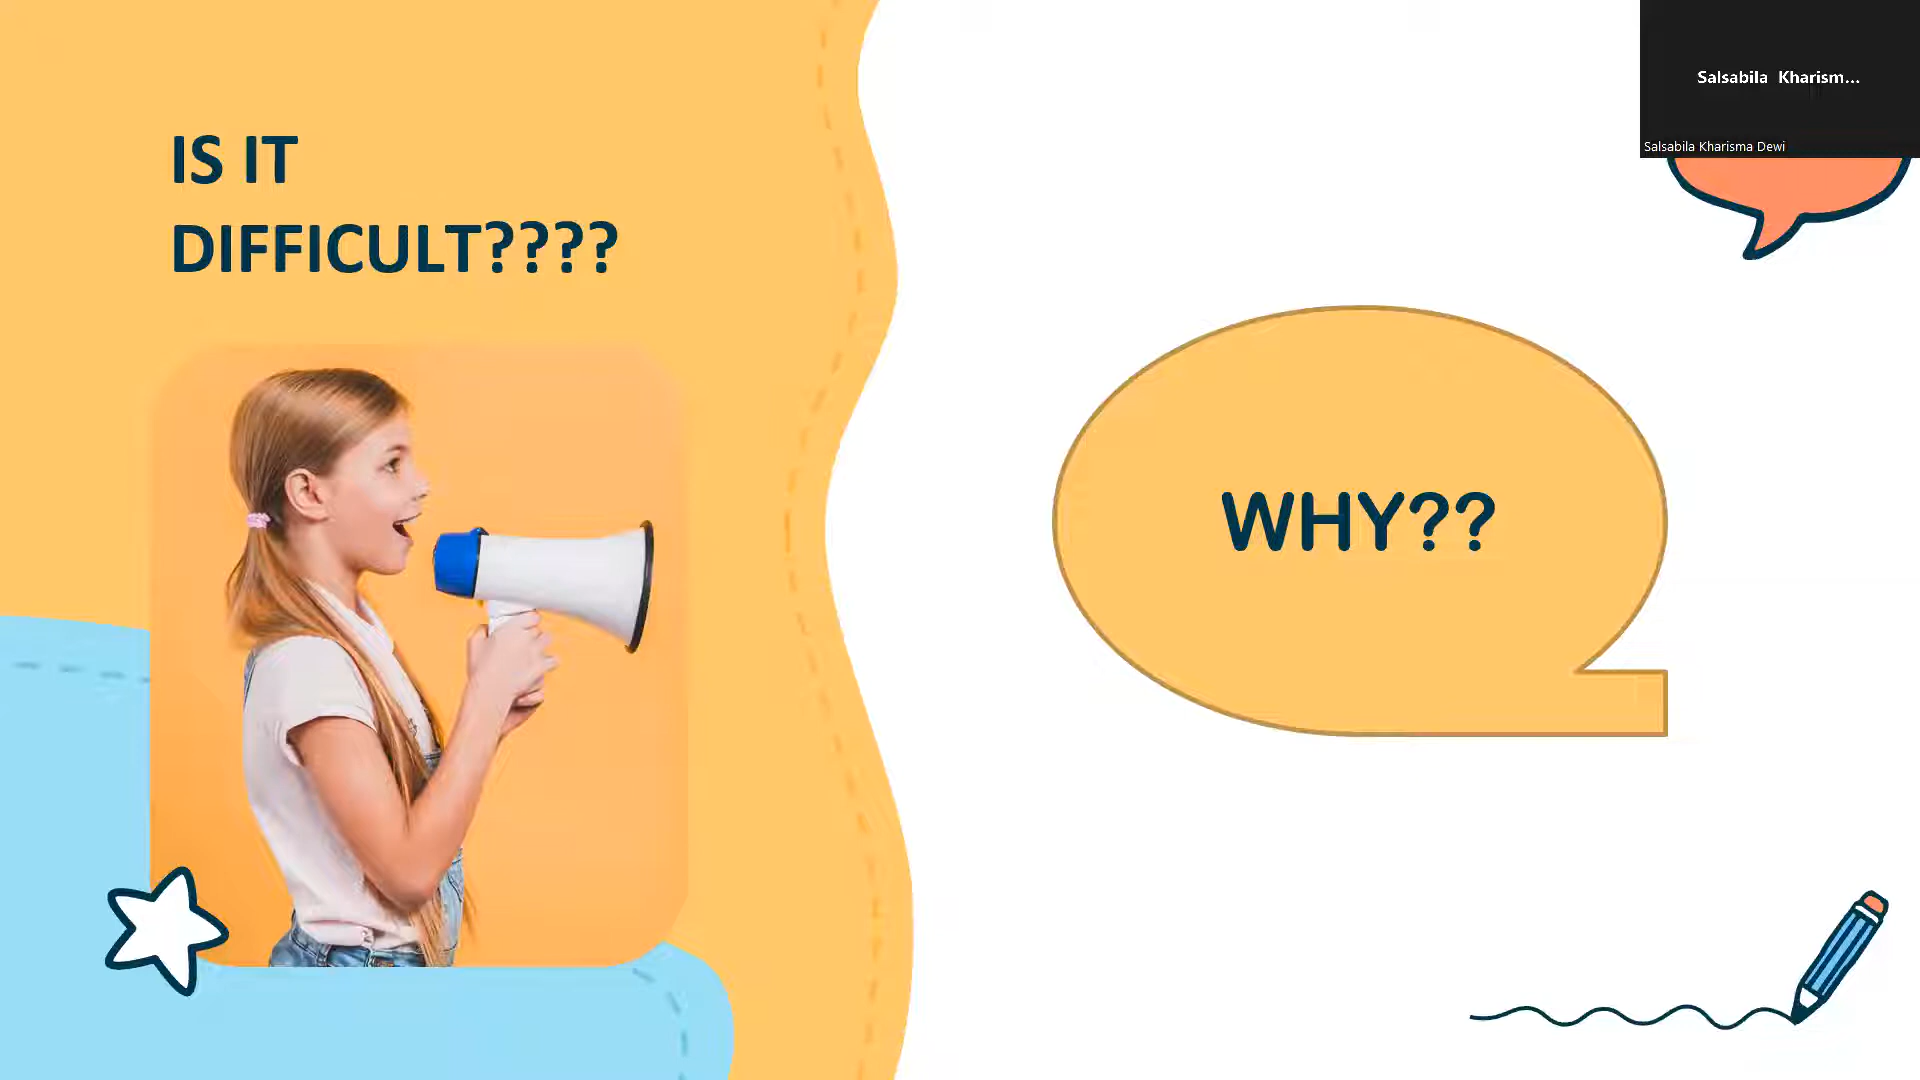 IS IT
DIFFICULT????
WHY??
Salsabila Kharism...
Salsabila Kharisma Dewi